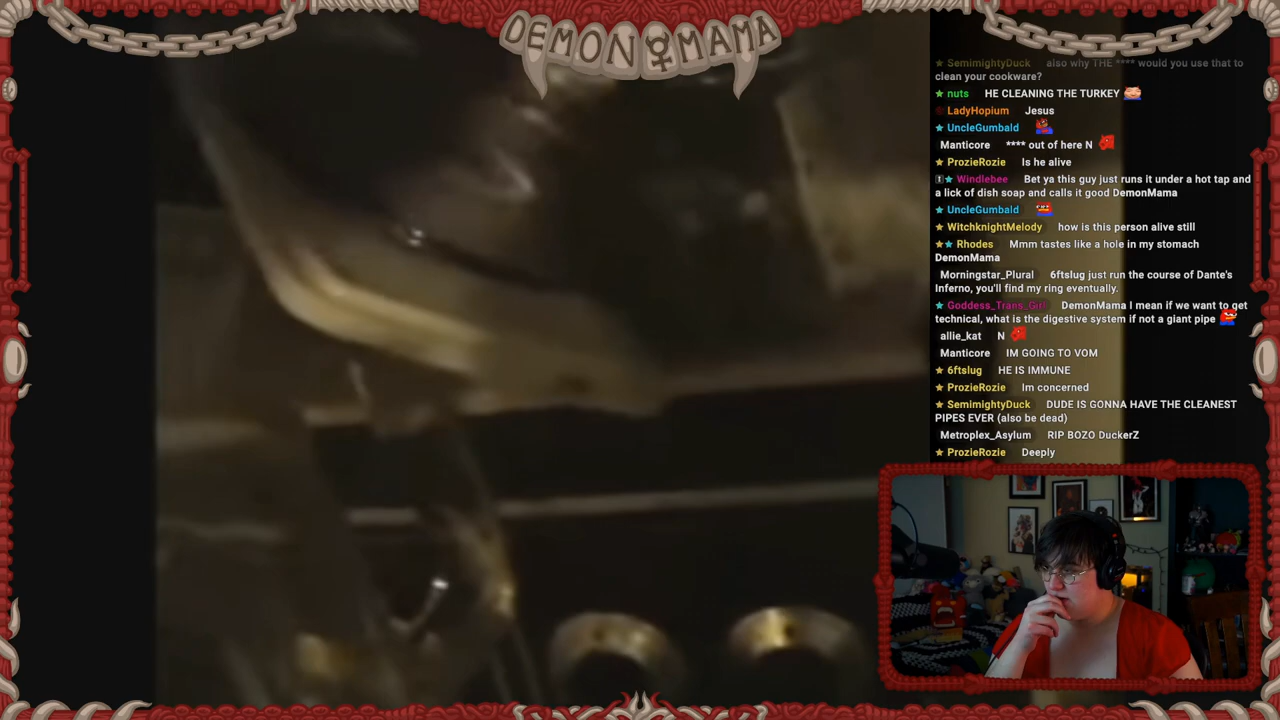 DEMON MAMA
SemimightyDuck also why THE **** would you use that to
clean your cookware?
nuts HE CLEANING THE TURKEY
LadyHopium Jesus
UncleGumbald
Manticore **** out of here N
ProzieRozie Is he alive
Windlebee Bet ya this guy just runs it under a hot tap and
a lick of dish soap and calls it good DemonMama
UncleGumbald
WitchknightMelody how is this person alive still
Rhodes Mmm tastes like a hole in my stomach
DemonMama
Morningstar_Plural 6ftslug just run the course of Dante's
Inferno, you'll find my ring eventually.
Goddess_Trans_Girl DemonMama I mean if we want to get
technical, what is the digestive system if not a giant pipe
allie_kat N
Manticore IM GOING TO VOM
6ftslug HE IS IMMUNE
ProzieRozie Im concerned
SemimightyDuck DUDE IS GONNA HAVE THE CLEANEST
PIPES EVER (also be dead)
Metroplex_Asylum RIP BOZO DuckerZ
ProzieRozie Deeply